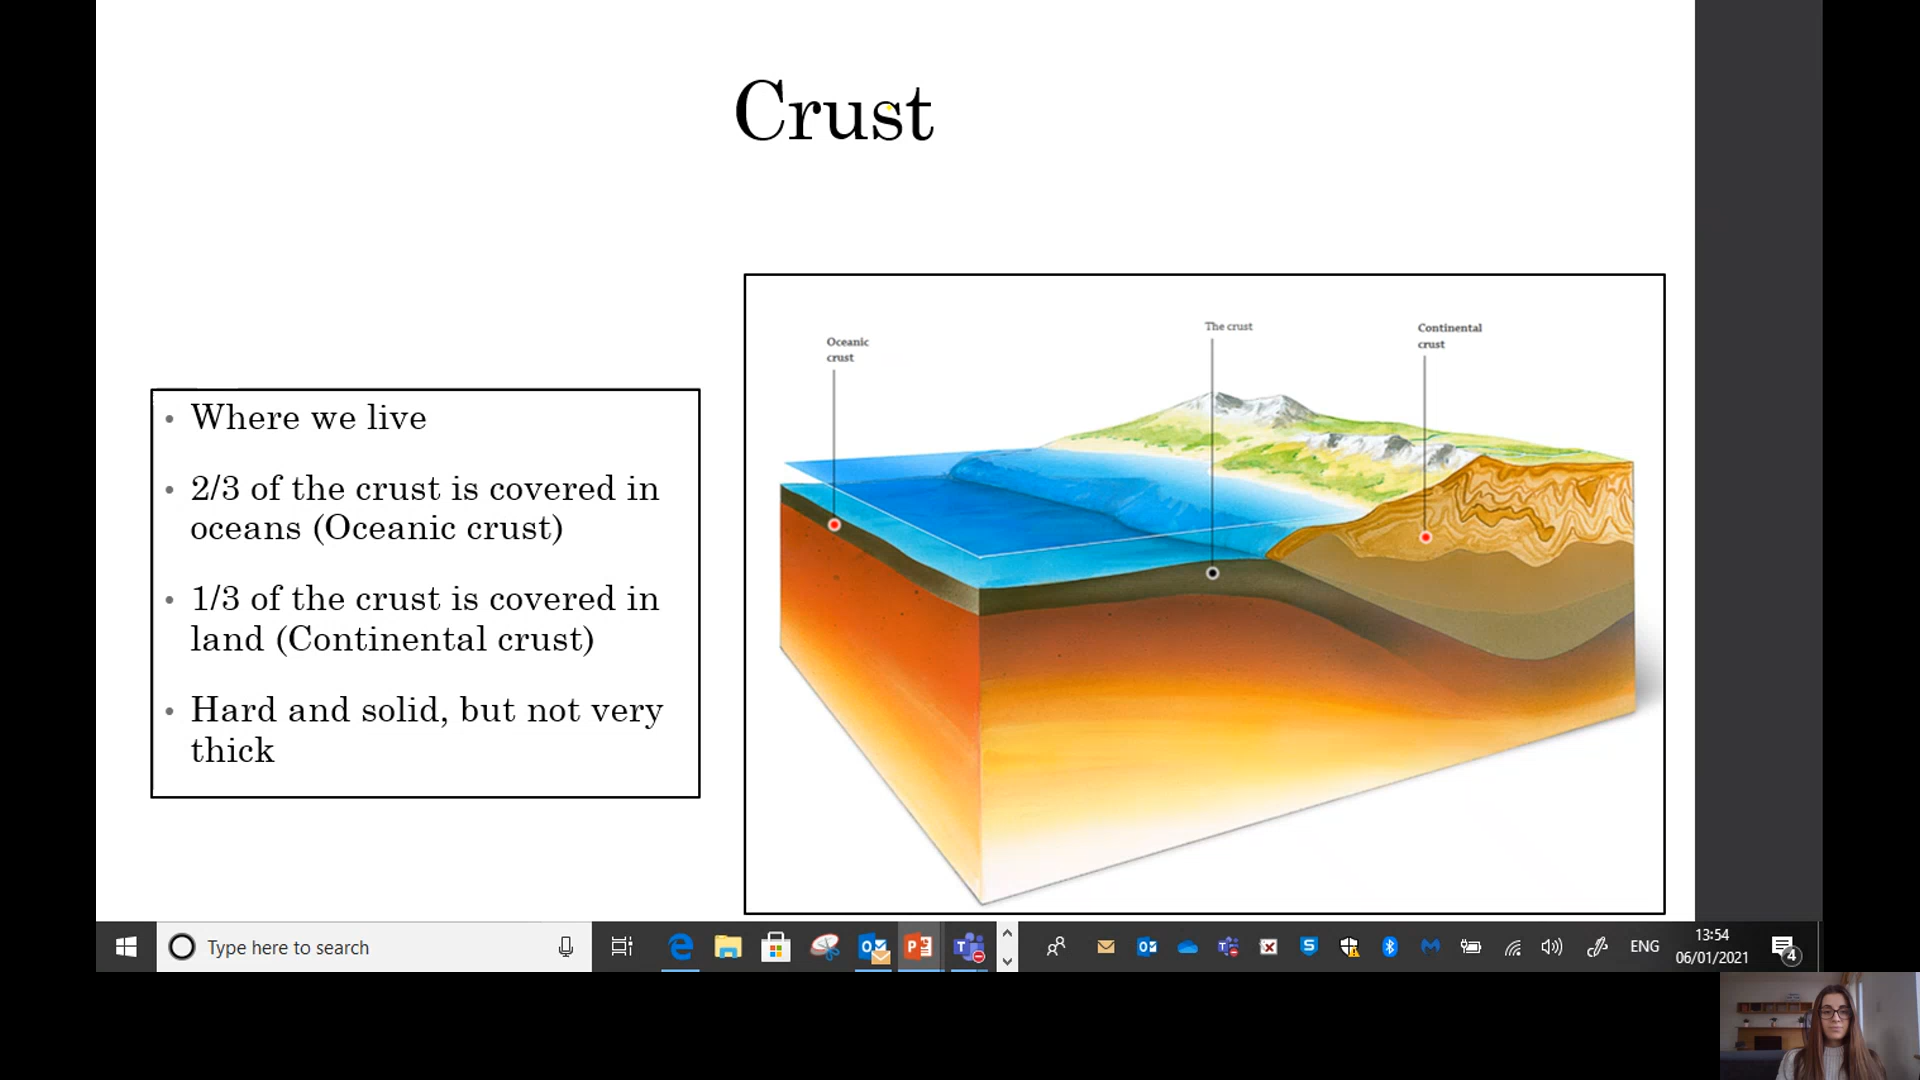 Crust
Oceanic
crust
The crust
Continental
crust
• Where we live
• 2/3 of the crust is covered in
oceans (Oceanic crust)
• 1/3 of the crust is covered in
land (Continental crust)
• Hard and solid, but not very
thick
Type here to search
ENG
13:54
06/01/2021
4